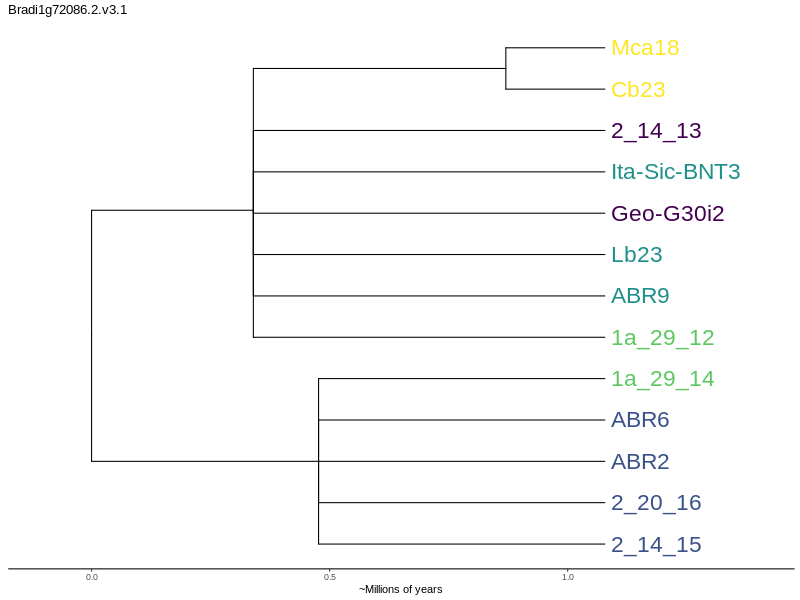 Bradi1g72086.2.v3.1
Mca18
Cb23
2_14_13
Ita-Sic-BNT3
Geo-G30i2
Lb23
ABR9
1a_29_12
1a_29_14
ABR6
ABR2
2_20_16
2_14_15
0.0 0.5 1.0
~Millions of years